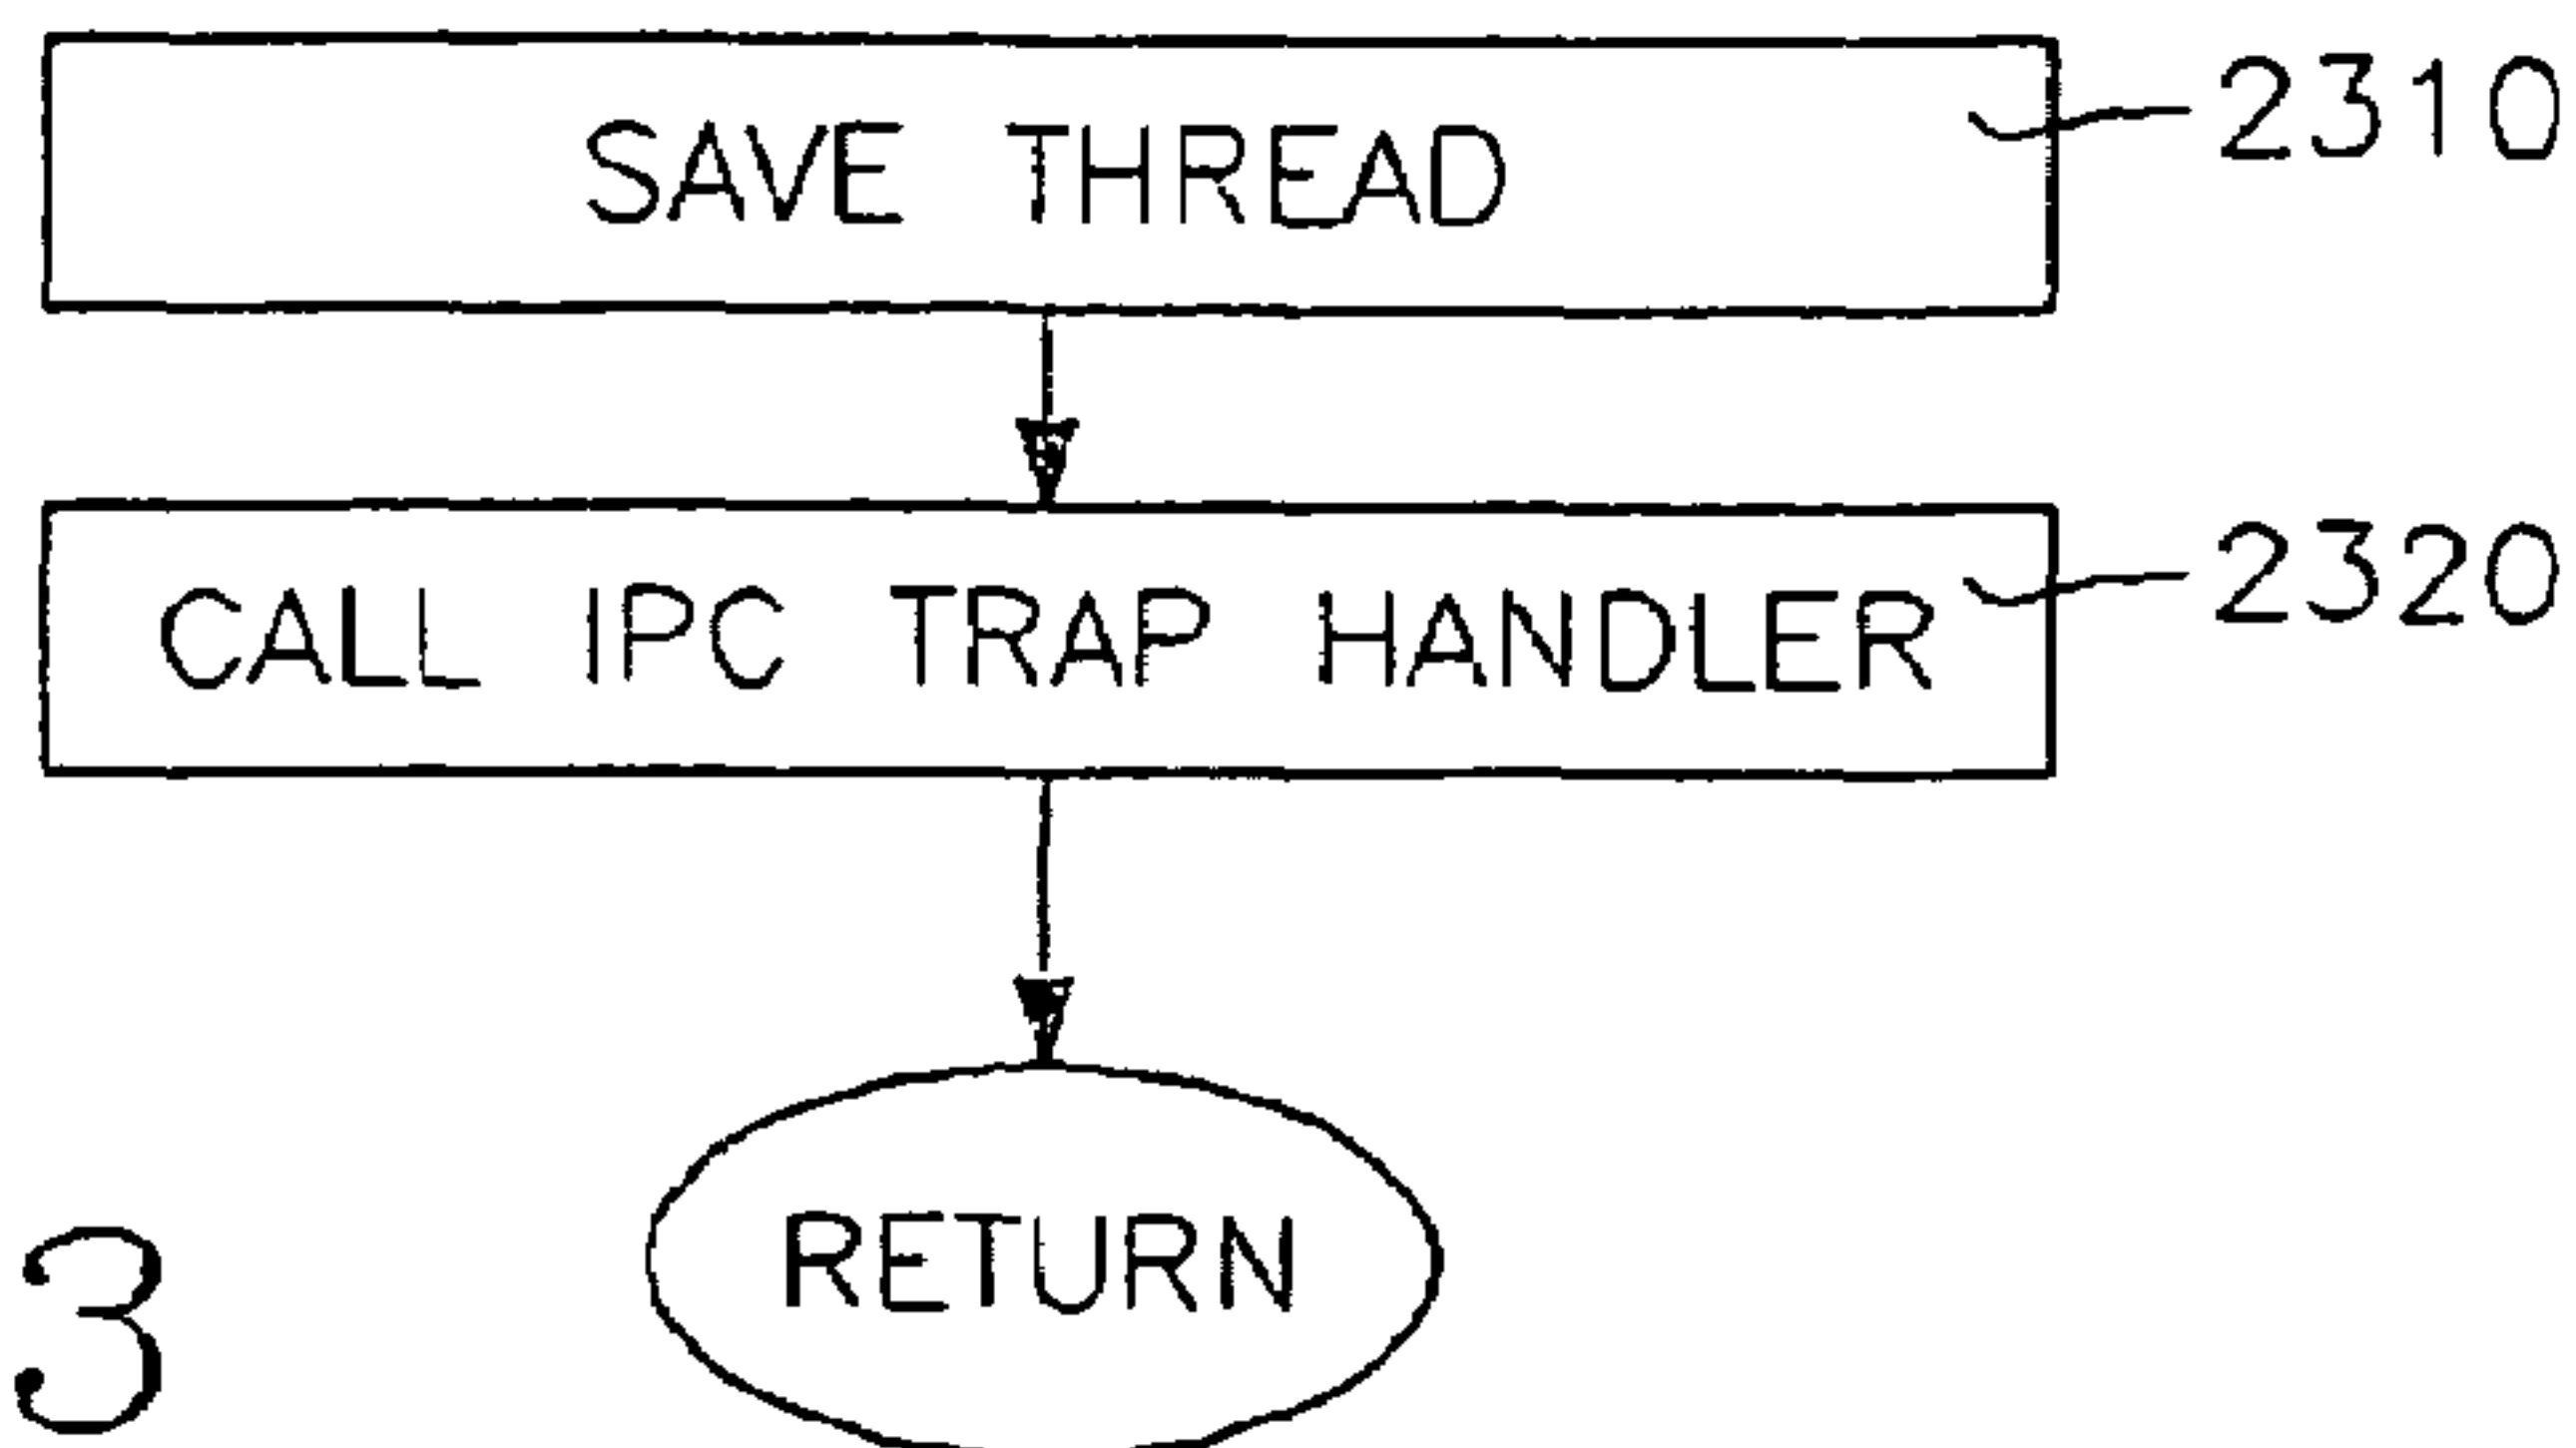 SAVE THREAD
2310
CALL IPC TRAP HANDLER
2320
RETURN
3